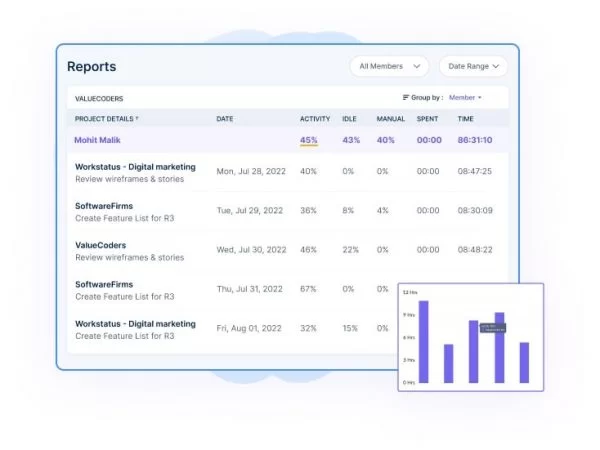 Reports
All Members
Date Range
VALUECODERS
Group by : Member
PROJECT DETAILS DATE ACTIVITY IDLE MANUAL SPENT TIME
Mohit Malik 45% 43% 40% 00:00 86:31:10
Workstatus - Digital marketing
Review wireframes & stories
Mon, Jul 28, 2022 40% 0% 0% 00:00 08:47:25
SoftwareFirms
Create Feature List for R3
Tue, Jul 29, 2022 36% 8% 4% 00:00 08:30:09
ValueCoders
Review wireframes & stories
Wed, Jul 30, 2022 46% 22% 0% 00:00 08:48:22
SoftwareFirms
Create Feature List for R3
Thu, Jul 31, 2022 67% 0% 0%
Workstatus - Digital marketing
Create Feature List for R3
Fri, Aug 01, 2022 32% 15% 0%
12 Hrs
9 Hrs
6 Hrs
3 Hrs
0 Hrs